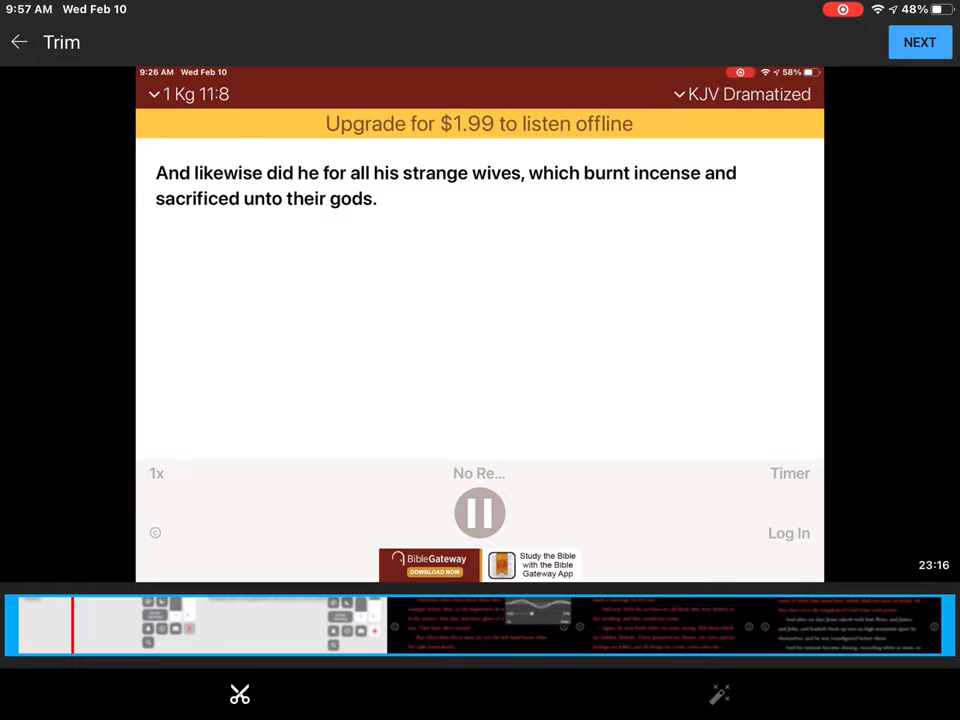 9:57 AM Wed Feb 10
48%
Trim
NEXT
9:26 AM Wed Feb 10
58%
1 Kg 11:8
KJV Dramatized
Upgrade for $1.99 to listen offline
And likewise did he for all his strange wives, which burnt incense and
sacrificed unto their gods.
1x
No Re...
Timer
©
Log In
BibleGateway
DOWNLOAD NOW
Study the Bible
with the Bible
Gateway App
23:16